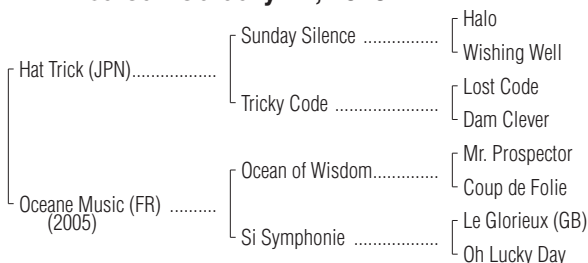 Halo
Sunday Silence ................
Wishing Well
Hat Trick (JPN).................
Lost Code
Tricky Code .....................
Dam Clever
Mr. Prospector
Ocean of Wisdom................
Coup de Folie
Oceane Music (FR) ..........
(2005)
Le Glorieux (GB)
Si Symphonie .................
Oh Lucky Day